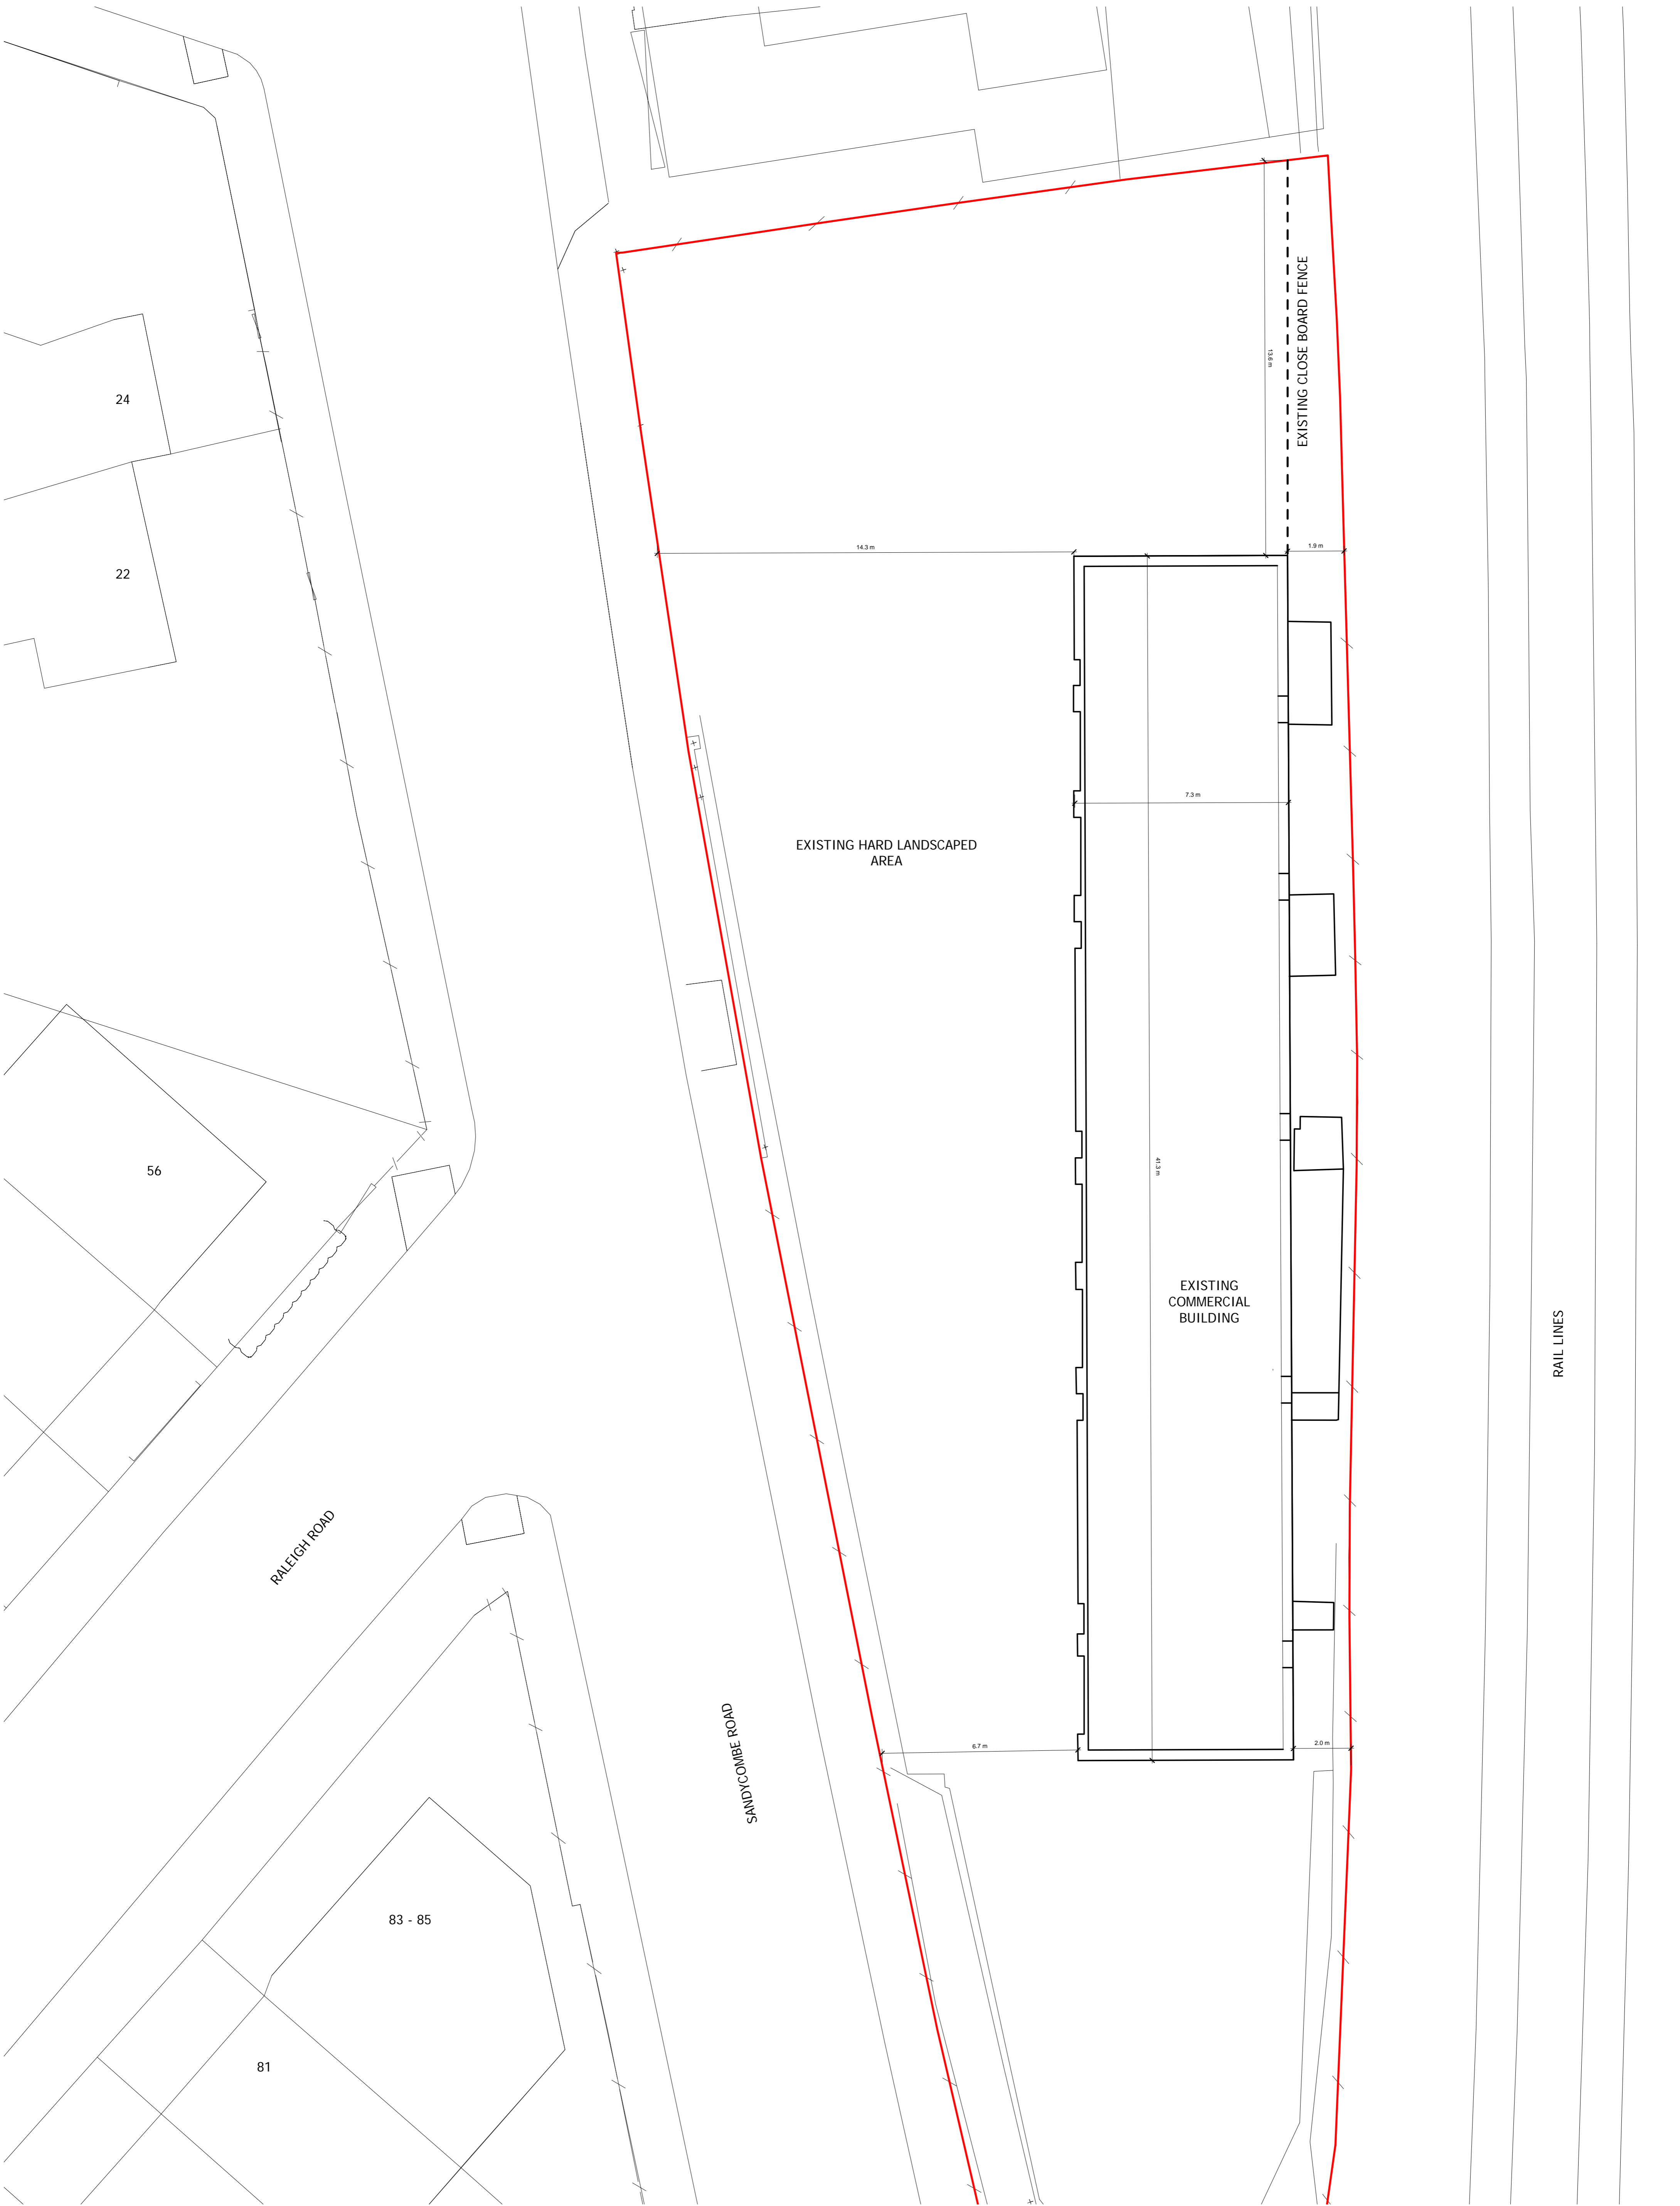 EXISTING CLOSE BOARD FENCE
13.6 m
24
14.3 m
1.9 m
22
7.3 m
EXISTING HARD LANDSCAPED
AREA
56
41.3 m
EXISTING
COMMERCIAL
BUILDING
RAIL LINES
RALEIGH ROAD
SANDYCOMBE ROAD
6.7 m
2.0 m
83 - 85
81